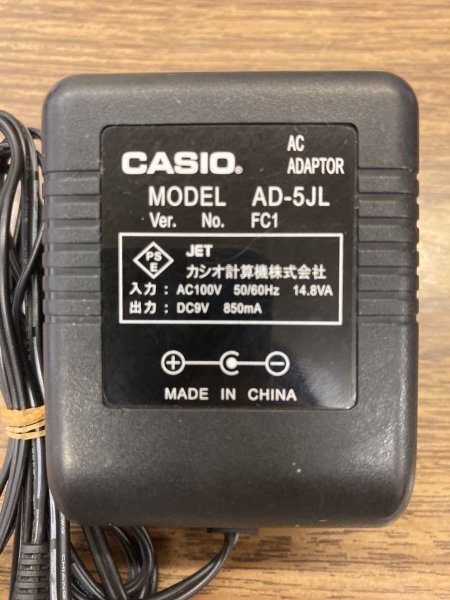 AC
ADAPTOR
CASIO®
MODEL AD-5JL
Ver. No. FC1
PS
E
JET
カシオ計算機株式会社
入力: AC100V 50/60Hz 14.8VA
出力: DC9V 850mA
+ −
MADE IN CHINA